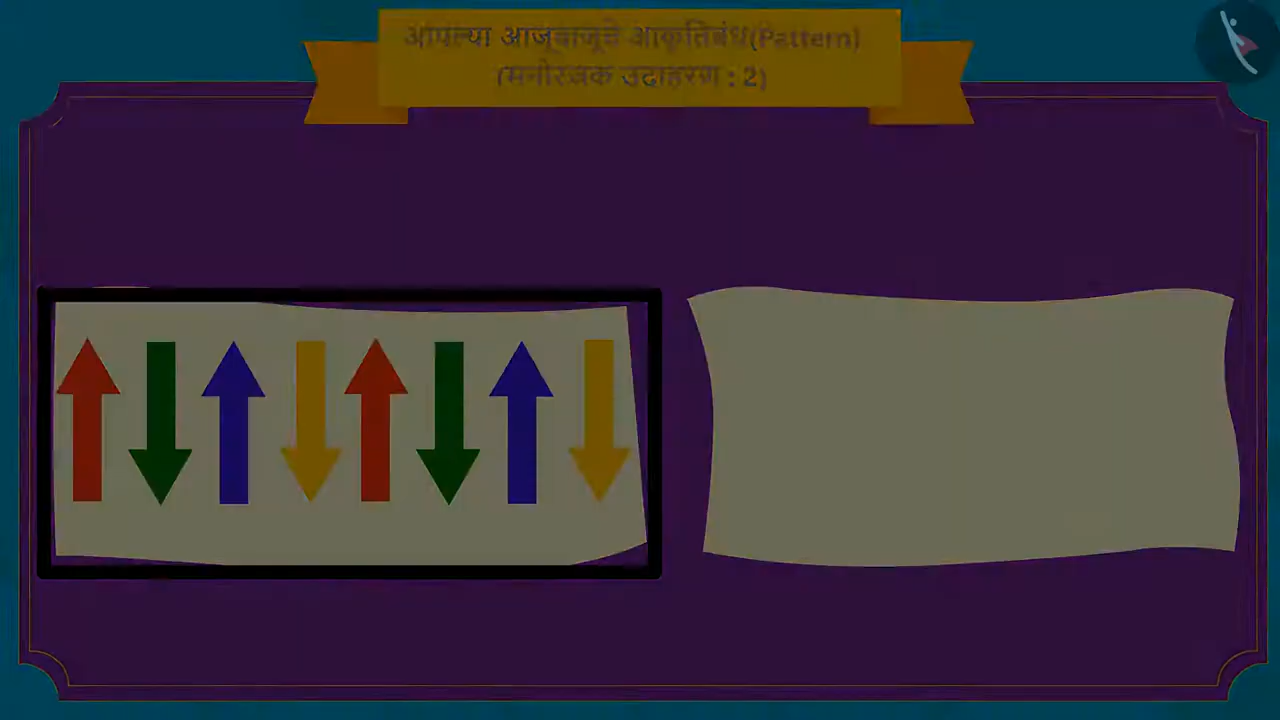 आपल्या आजूबाजूचे आकृतिबंध(Pattern)
(मनोरंजक उदाहरण : 2)